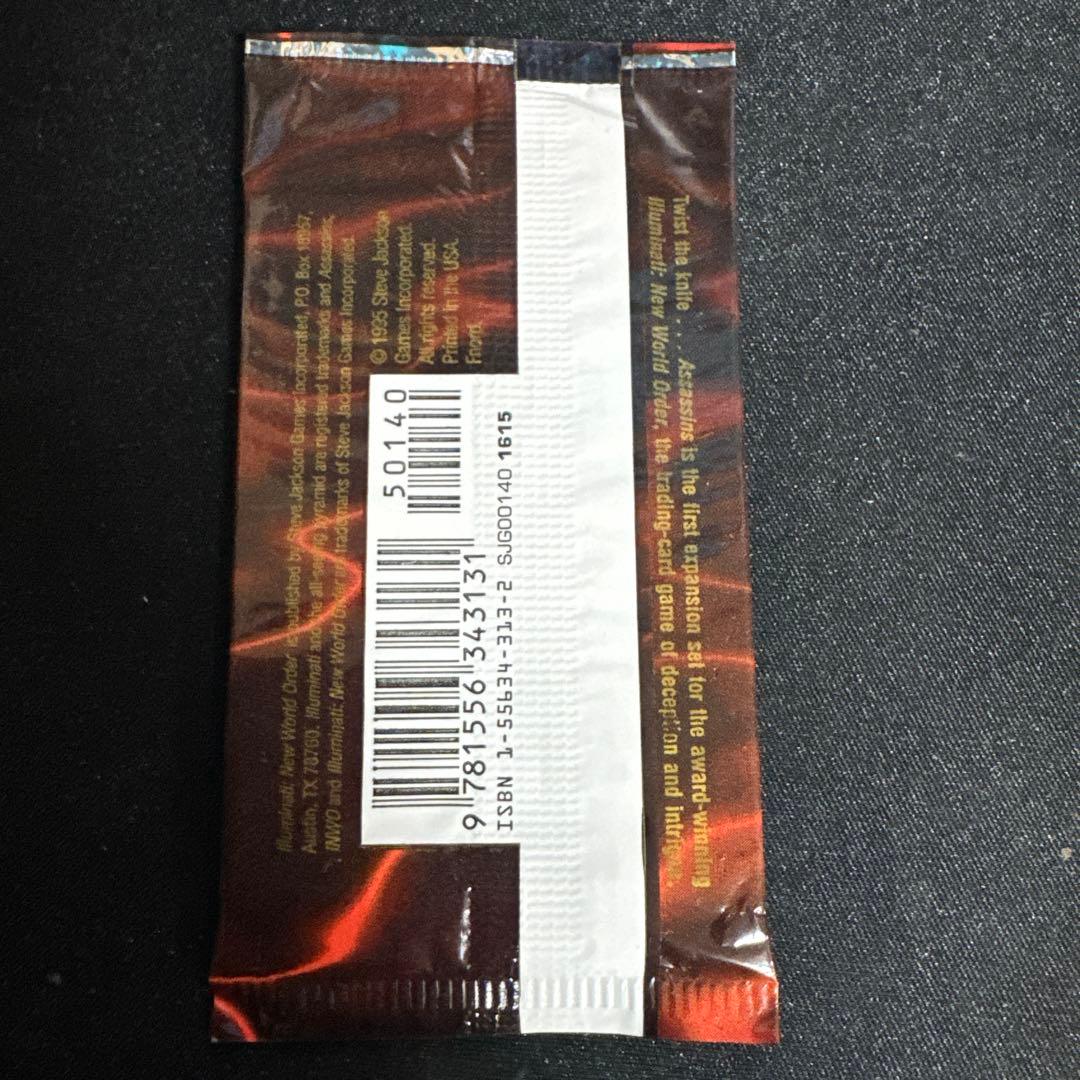 Twist the knife . . . Assassins is the first expansion set for the award-winning
Illuminati: New World Order, the trading-card game of deception and intrigue.
Illuminati: New World Order is published by Steve Jackson Games Incorporated, P.O. Box
Austin, TX 78760. Illuminati and the all-seeing pyramid are registered trademarks and Assassins,
INWO and Illuminati: New World Order are trademarks of Steve Jackson Games Incorporated.
© 1995 Steve Jackson
Games Incorporated.
All rights reserved.
Printed in the USA.
Fnord.
50140
9 781556 343131
ISBN 1-55634-313-2 SJG00140 1615